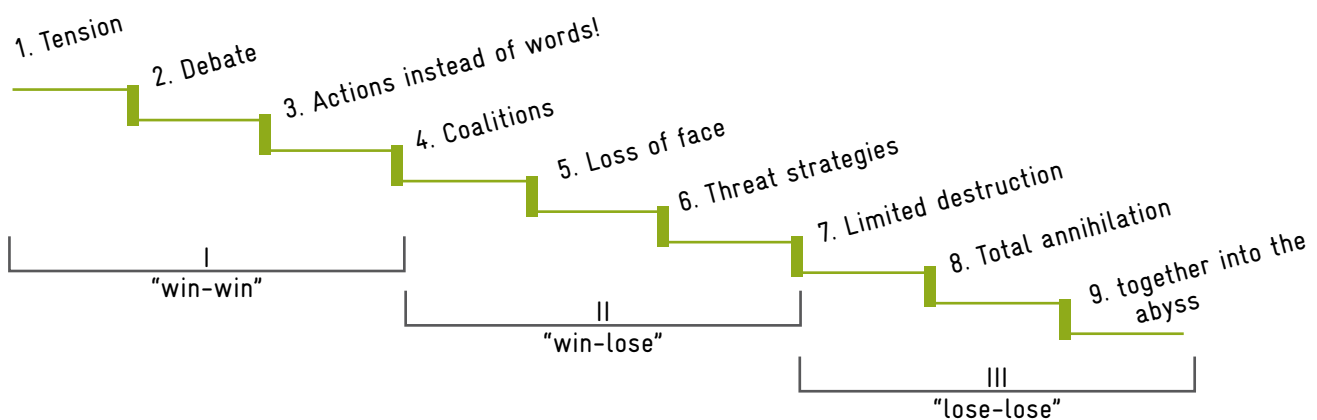 1. Tension
2. Debate
3. Actions instead of words!
4. Coalitions
5. Loss of face
6. Threat strategies
7. Limited destruction
8. Total annihilation
9. together into the
abyss
I
“win-win”
II
“win-lose”
III
“lose-lose”